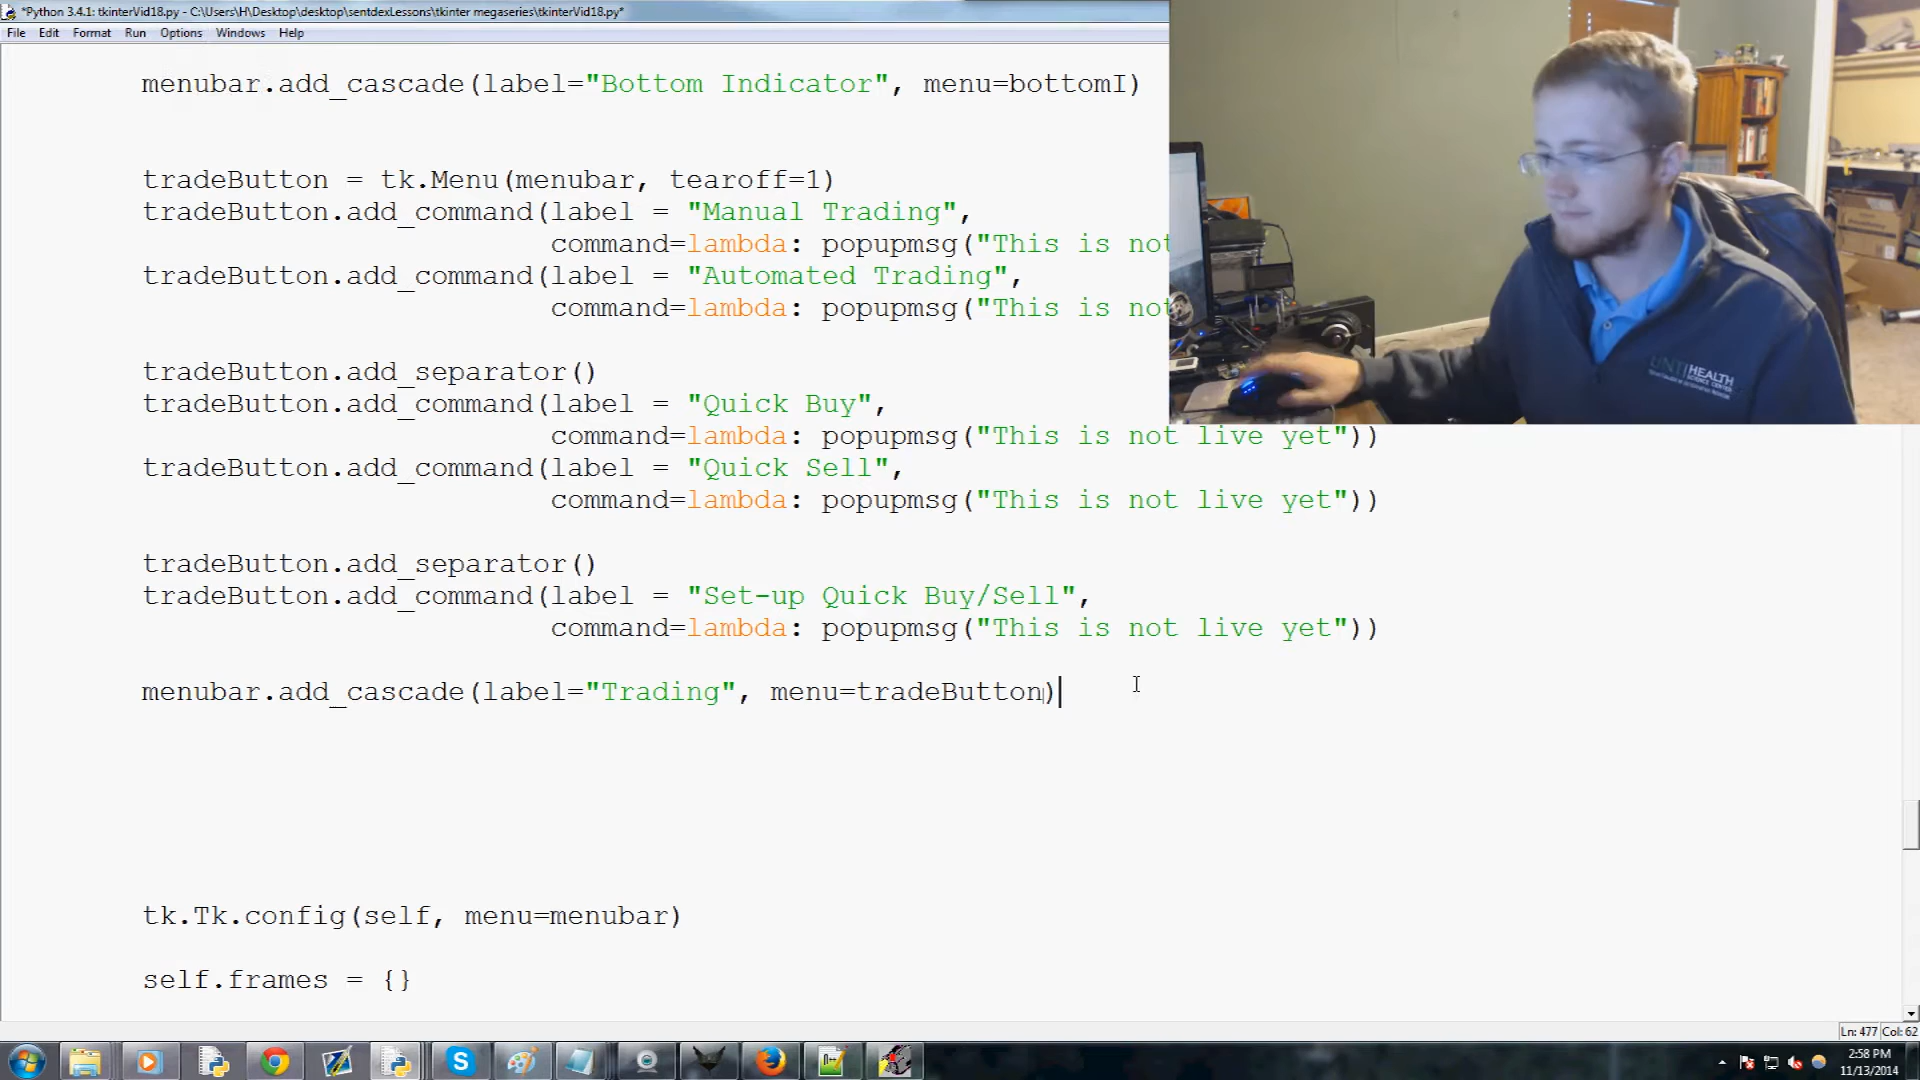 *Python 3.4.1: tkinterVid18.py - C:\Users\H\Desktop\desktop\sentdexLessons\tkinter megaseries\tkinterVid18.py*
File Edit Format Run Options Windows Help
menubar.add_cascade(label="Bottom Indicator", menu=bottomI)
tradeButton = tk.Menu(menubar, tearoff=1)
tradeButton.add_command(label = "Manual Trading",
command=lambda: popupmsg("This is not
tradeButton.add_command(label = "Automated Trading",
command=lambda: popupmsg("This is not
tradeButton.add_separator()
tradeButton.add_command(label = "Quick Buy",
command=lambda: popupmsg("This is not live yet"))
tradeButton.add_command(label = "Quick Sell",
command=lambda: popupmsg("This is not live yet"))
tradeButton.add_separator()
tradeButton.add_command(label = "Set-up Quick Buy/Sell",
command=lambda: popupmsg("This is not live yet"))
menubar.add_cascade(label="Trading", menu=tradeButton)
tk.Tk.config(self, menu=menubar)
self.frames = {}
Ln: 477 Col: 62
2:58 PM
11/13/2014
UNT HEALTH